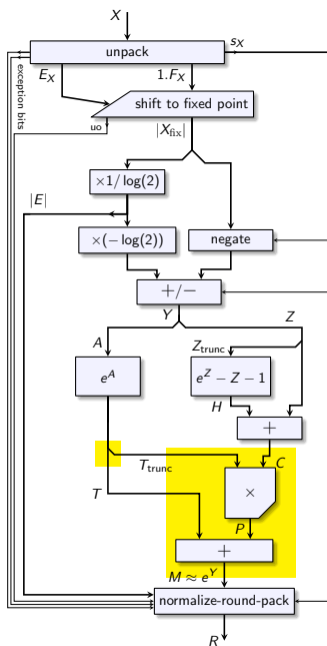 X
unpack
s_X
E_X
1.F_X
exception bits
shift to fixed point
uo
|X_fix|
×1/ log(2)
|E|
×(− log(2))
negate
+/−
Y
Z
A
Z_trunc
e^A
e^Z − Z − 1
H
+
T_trunc
C
×
T
P
+
M ≈ e^Y
normalize-round-pack
R